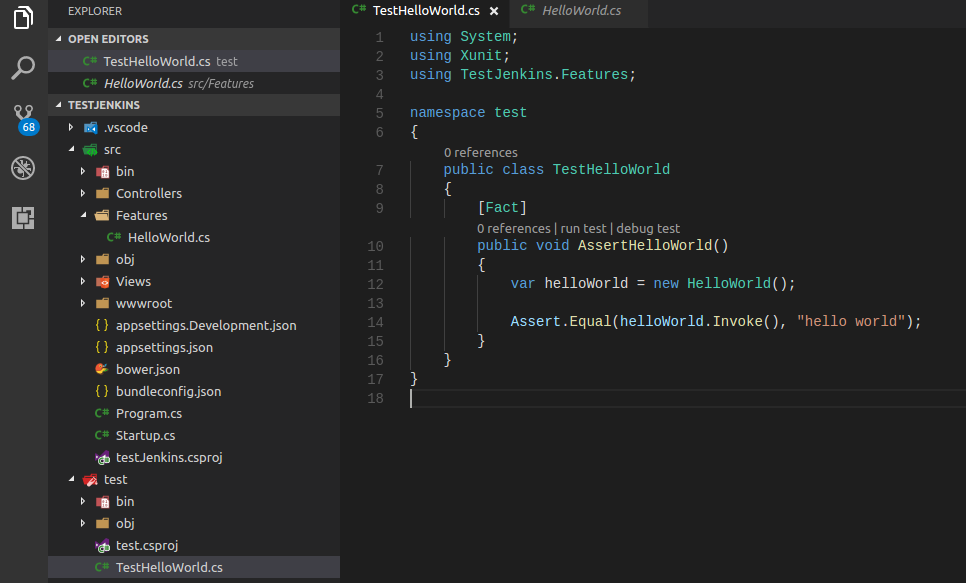 EXPLORER
OPEN EDITORS
C# TestHelloWorld.cs test
C# HelloWorld.cs src/Features
TESTJENKINS
68
.vscode
src
bin
Controllers
Features
C# HelloWorld.cs
obj
Views
wwwroot
{ } appsettings.Development.json
{ } appsettings.json
bower.json
{ } bundleconfig.json
C# Program.cs
C# Startup.cs
testJenkins.csproj
test
bin
obj
test.csproj
C# TestHelloWorld.cs
C# TestHelloWorld.cs × C# HelloWorld.cs
1 using System;
2 using Xunit;
3 using TestJenkins.Features;
4
5 namespace test
6 {
0 references
7 public class TestHelloWorld
8 {
9 [Fact]
0 references | run test | debug test
10 public void AssertHelloWorld()
11 {
12 var helloWorld = new HelloWorld();
13
14 Assert.Equal(helloWorld.Invoke(), "hello world");
15 }
16 }
17 }
18